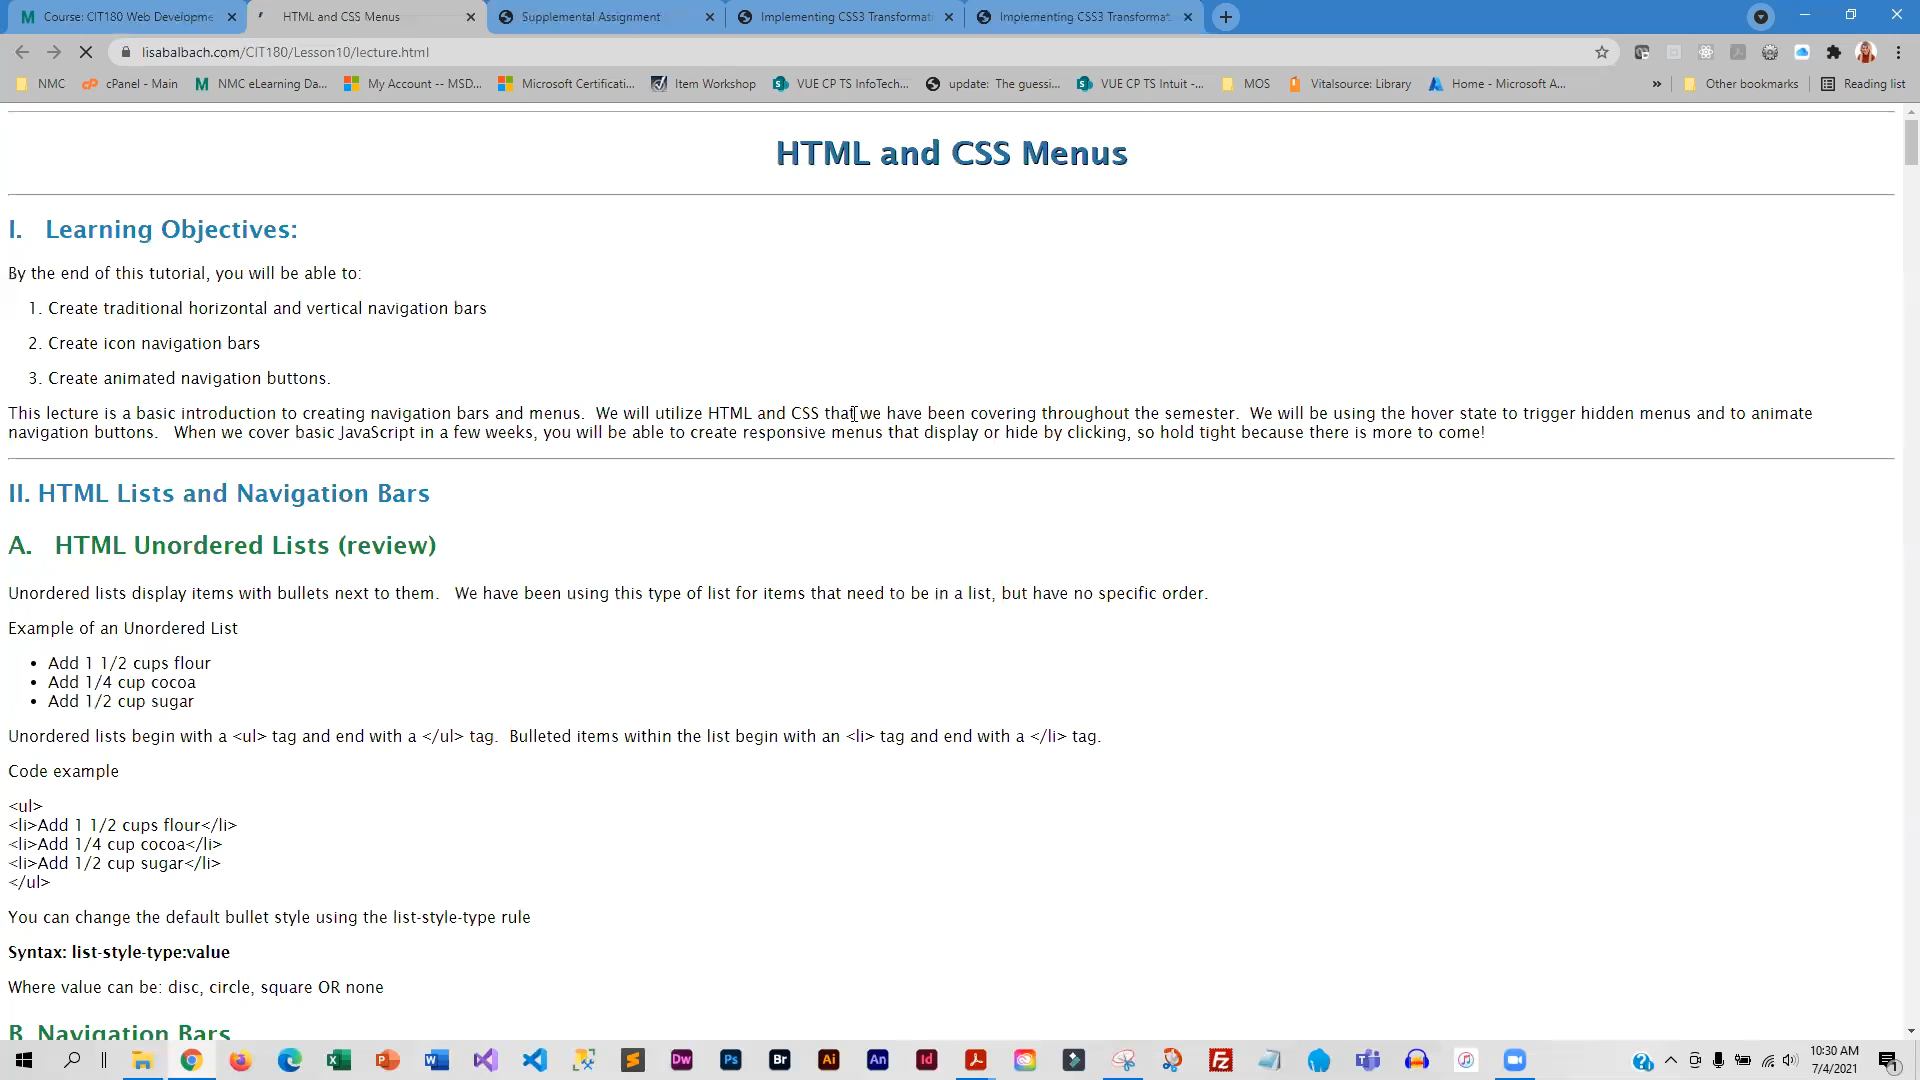 Course: CIT180 Web Developme
HTML and CSS Menus
Supplemental Assignment
Implementing CSS3 Transformati
Implementing CSS3 Transformat
lisabalbach.com/CIT180/Lesson10/lecture.html
NMC
cPanel - Main
NMC eLearning Da...
My Account -- MSD...
Microsoft Certificati...
Item Workshop
VUE CP TS InfoTech...
update: The guessi...
VUE CP TS Intuit -...
MOS
Vitalsource: Library
Home - Microsoft A...
»
Other bookmarks
Reading list
HTML and CSS Menus
I. Learning Objectives:
By the end of this tutorial, you will be able to:
1. Create traditional horizontal and vertical navigation bars
2. Create icon navigation bars
3. Create animated navigation buttons.
This lecture is a basic introduction to creating navigation bars and menus. We will utilize HTML and CSS that we have been covering throughout the semester. We will be using the hover state to trigger hidden menus and to animate
navigation buttons. When we cover basic JavaScript in a few weeks, you will be able to create responsive menus that display or hide by clicking, so hold tight because there is more to come!
II. HTML Lists and Navigation Bars
A. HTML Unordered Lists (review)
Unordered lists display items with bullets next to them. We have been using this type of list for items that need to be in a list, but have no specific order.
Example of an Unordered List
• Add 1 1/2 cups flour
• Add 1/4 cup cocoa
• Add 1/2 cup sugar
Unordered lists begin with a <ul> tag and end with a </ul> tag. Bulleted items within the list begin with an <li> tag and end with a </li> tag.
Code example
<ul>
<li>Add 1 1/2 cups flour</li>
<li>Add 1/4 cup cocoa</li>
<li>Add 1/2 cup sugar</li>
</ul>
You can change the default bullet style using the list-style-type rule
Syntax: list-style-type:value
Where value can be: disc, circle, square OR none
B. Navigation Bars
Dw
Ps
Br
Ai
An
Id
10:30 AM
7/4/2021